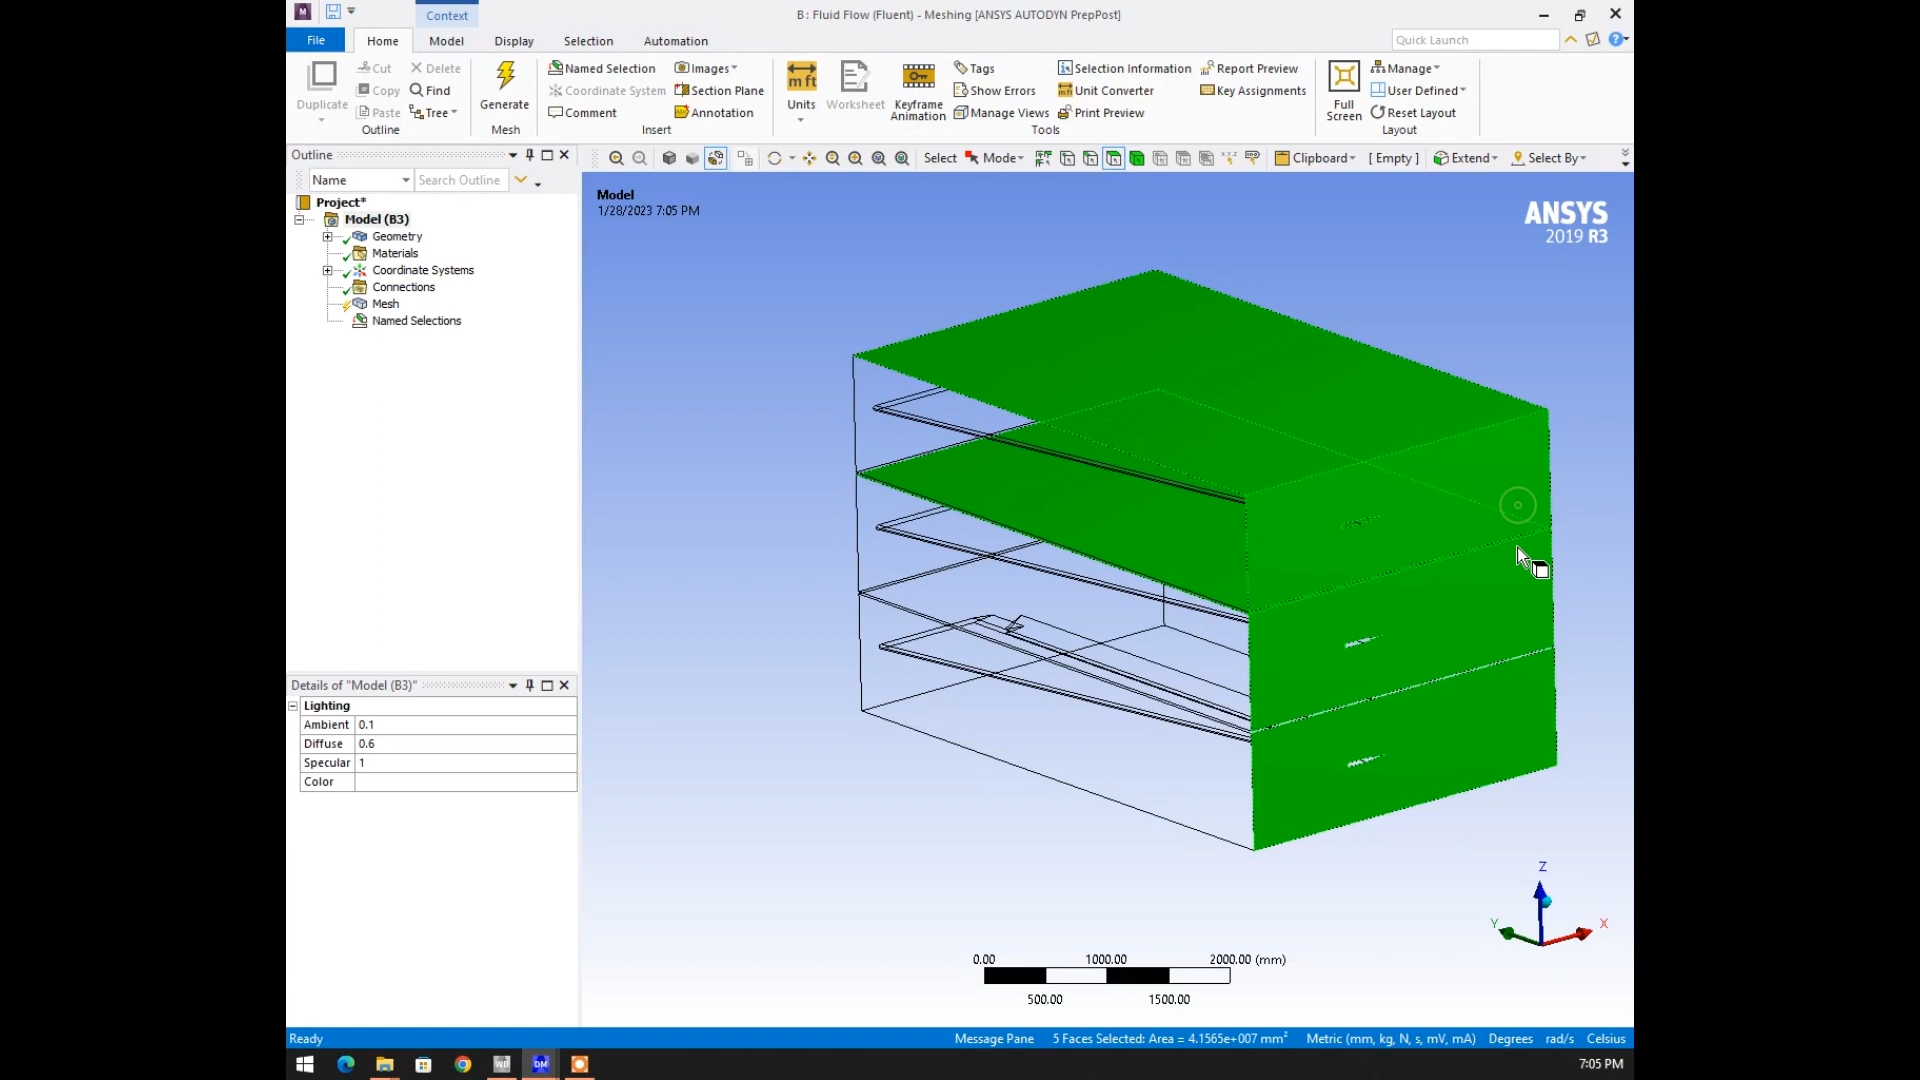 Context
B : Fluid Flow (Fluent) - Meshing [ANSYS AUTODYN PrepPost]
File
Home
Model
Display
Selection
Automation
Quick Launch
Duplicate
Cut
Copy
Paste
Delete
Find
Tree
Outline
Generate
Mesh
Named Selection
Coordinate System
Comment
Images
Section Plane
Annotation
Insert
mft
Units
Worksheet
Keyframe
Animation
Tags
Show Errors
Manage Views
Selection Information
Unit Converter
Print Preview
Report Preview
Key Assignments
Tools
Full
Screen
Manage
User Defined
Reset Layout
Layout
Outline
Select
Mode
Clipboard
[ Empty ]
Extend
Select By
Name
Search Outline
Project*
Model (B3)
Geometry
Materials
Coordinate Systems
Connections
Mesh
Named Selections
Model
1/28/2023 7:05 PM
ANSYS
2019 R3
Details of "Model (B3)"
Lighting
Ambient 0.1
Diffuse 0.6
Specular 1
Color
Z
Y
X
0.00 1000.00 2000.00 (mm)
500.00 1500.00
Ready
Message Pane
5 Faces Selected: Area = 4.1565e+007 mm²
Metric (mm, kg, N, s, mV, mA)
Degrees
rad/s
Celsius
WB
DM
7:05 PM